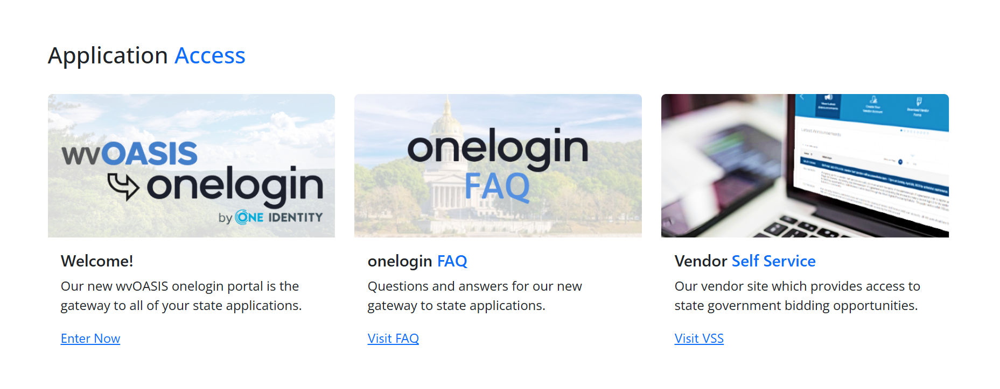 Application Access
wvOASIS
onelogin
by ONE IDENTITY
onelogin
FAQ
Latest Announcements
Welcome!
Our new wvOASIS onelogin portal is the
gateway to all of your state applications.
Enter Now
onelogin FAQ
Questions and answers for our new
gateway to state applications.
Visit FAQ
Vendor Self Service
Our vendor site which provides access to
state government bidding opportunities.
Visit VSS